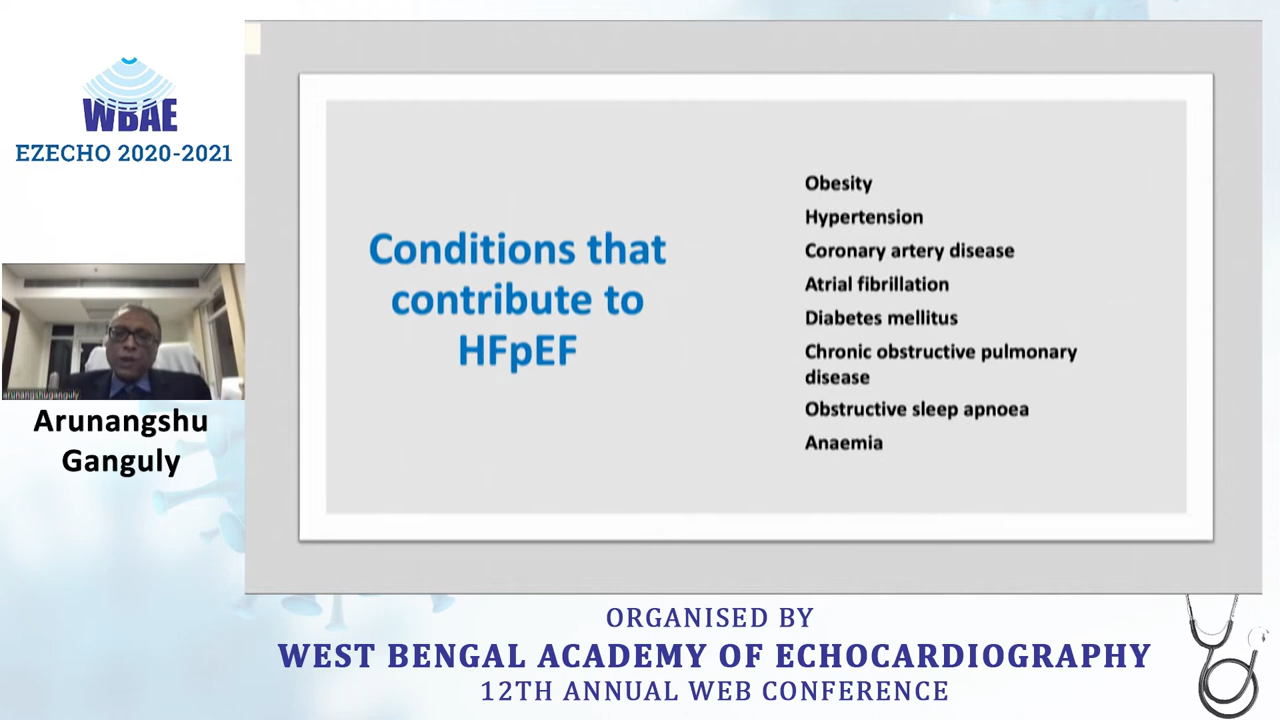 WBAE
EZECHO 2020-2021
arunangshuganguly
Arunangshu
Ganguly
Conditions that
contribute to
HFpEF
Obesity
Hypertension
Coronary artery disease
Atrial fibrillation
Diabetes mellitus
Chronic obstructive pulmonary
disease
Obstructive sleep apnoea
Anaemia
ORGANISED BY
WEST BENGAL ACADEMY OF ECHOCARDIOGRAPHY
12TH ANNUAL WEB CONFERENCE